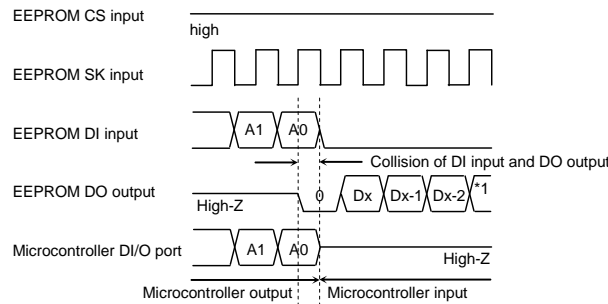 EEPROM CS input
high
EEPROM SK input
EEPROM DI input
A1 A0
Collision of DI input and DO output
EEPROM DO output
High-Z
0 Dx Dx-1 Dx-2 *1
Microcontroller DI/O port
A1 A0
High-Z
Microcontroller output Microcontroller input